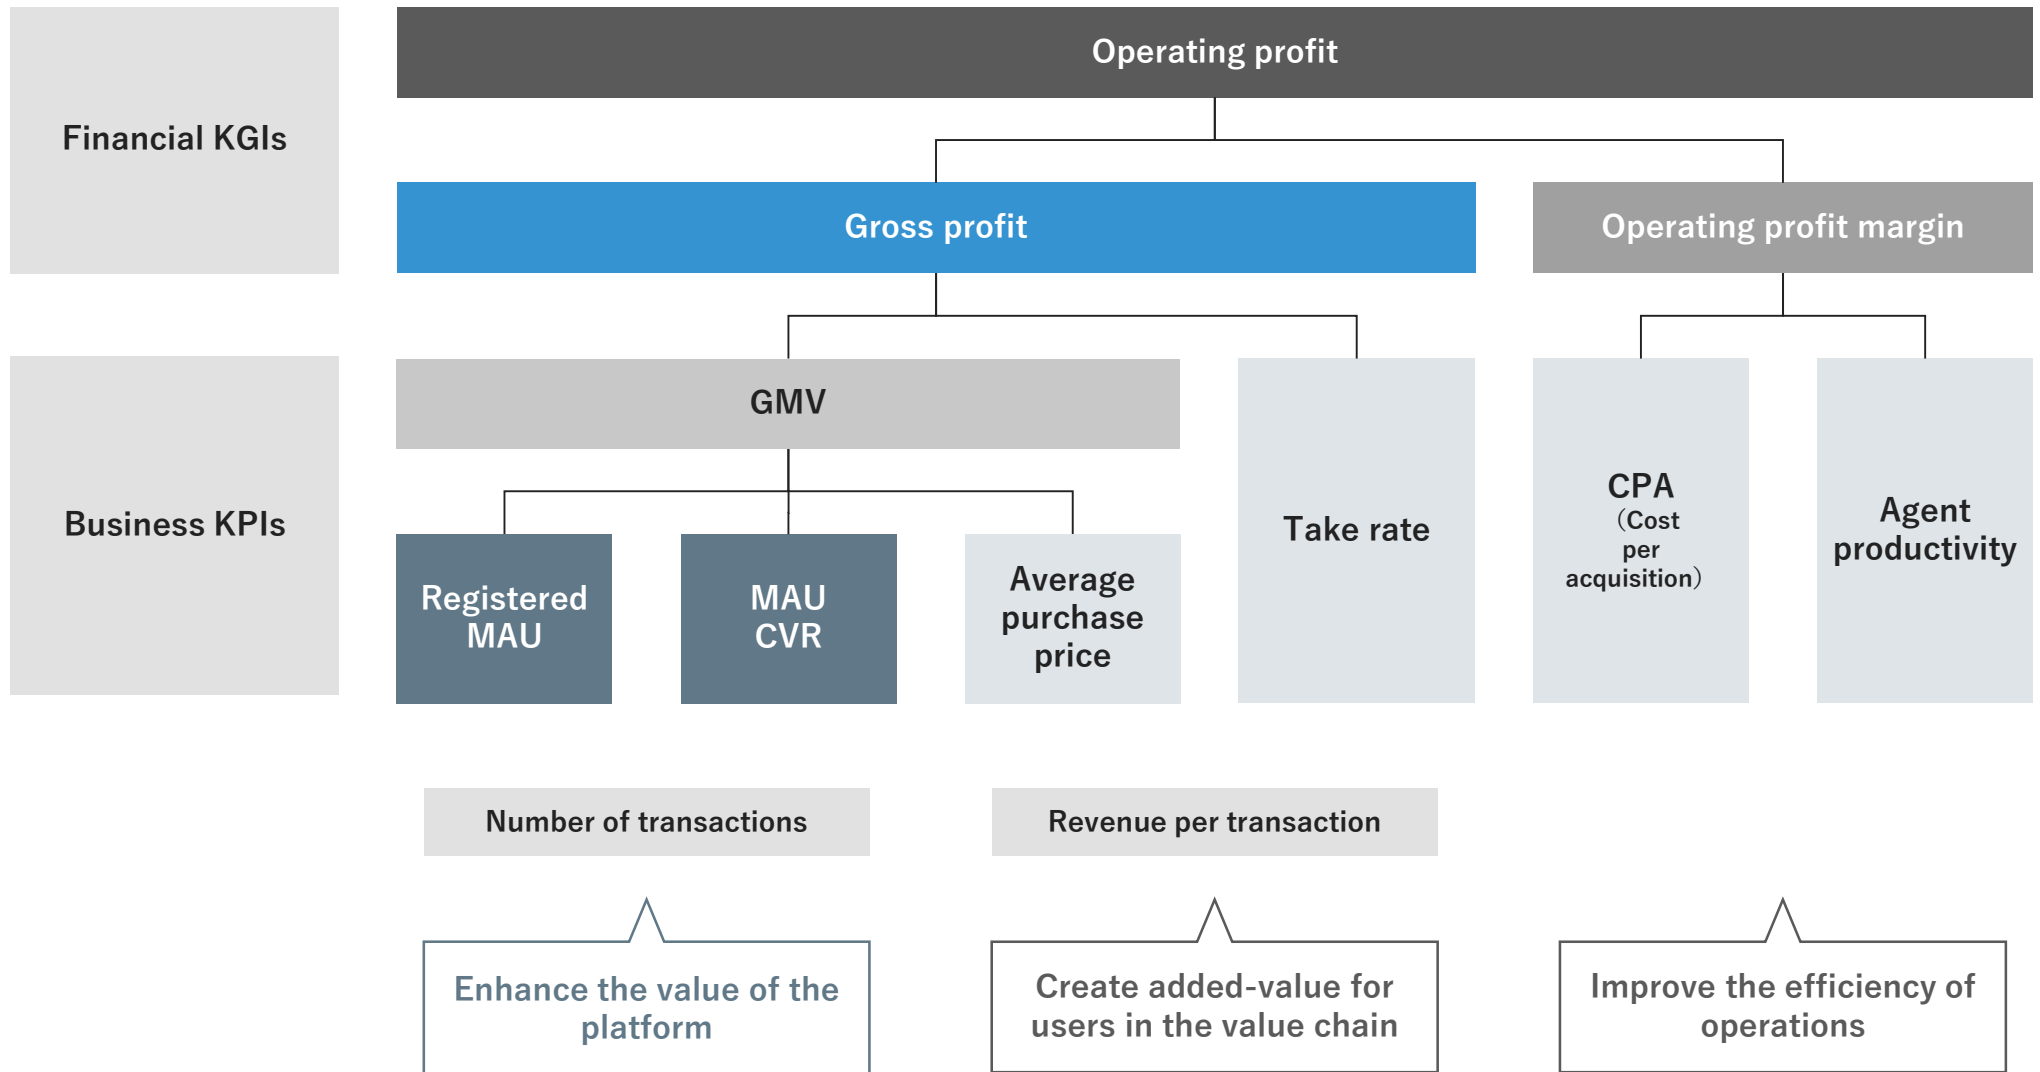 Operating profit
Financial KGIs
Gross profit
Operating profit margin
GMV
Business KPIs
Registered
MAU
MAU
CVR
Average
purchase
price
Take rate
CPA
（Cost
per
acquisition）
Agent
productivity
Number of transactions
Revenue per transaction
Enhance the value of the
platform
Create added-value for
users in the value chain
Improve the efficiency of
operations